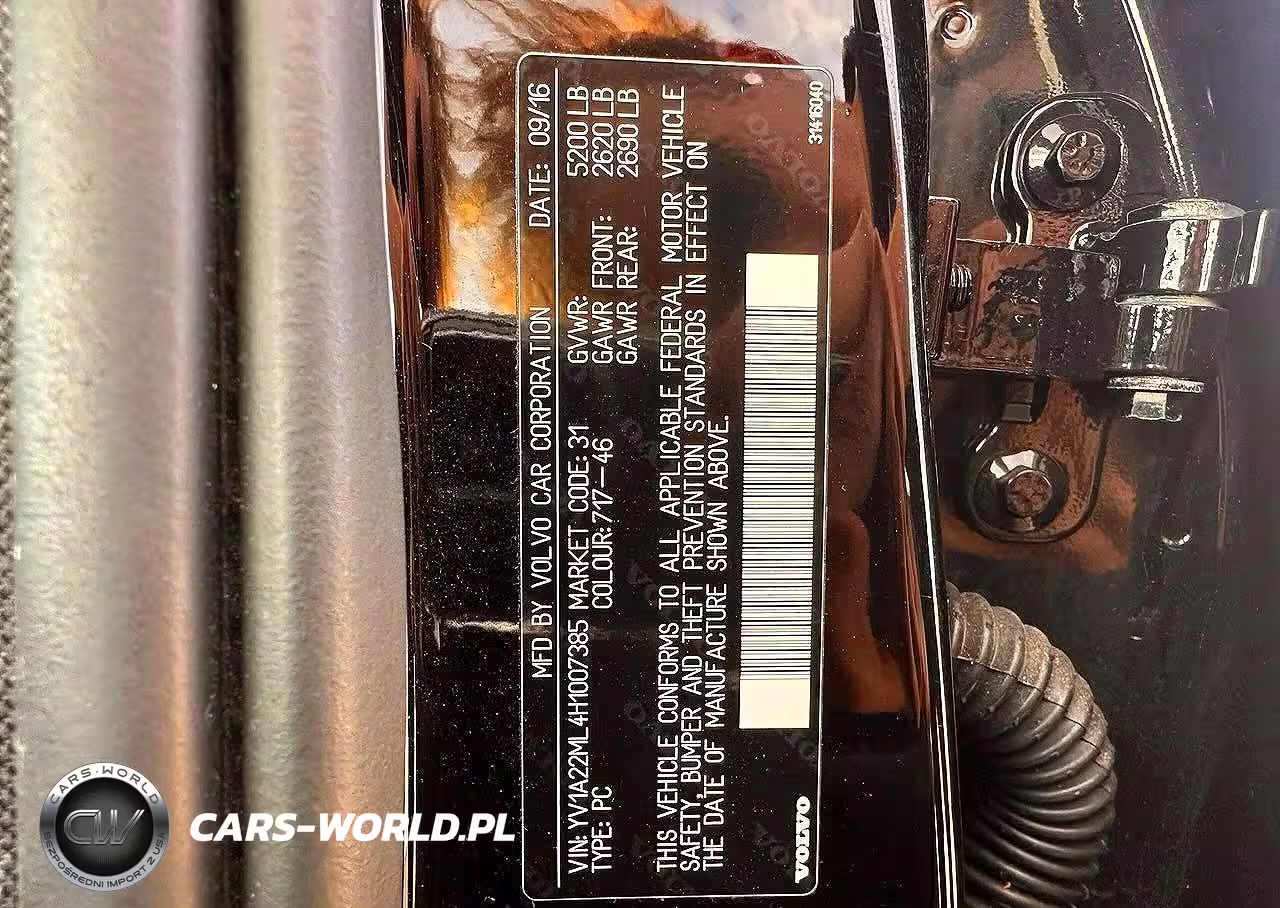 MFD BY VOLVO CAR CORPORATION DATE: 09/16
VIN: YV1A22ML4H1007385 MARKET CODE: 31 GVWR: 5200 LB
TYPE: PC COLOUR: 717-46 GAWR FRONT: 2620 LB
GAWR REAR: 2690 LB
THIS VEHICLE CONFORMS TO ALL APPLICABLE FEDERAL MOTOR VEHICLE
SAFETY, BUMPER AND THEFT PREVENTION STANDARDS IN EFFECT ON
THE DATE OF MANUFACTURE SHOWN ABOVE.
VOLVO
31416040
CARS-WORLD
CW
BEZPOŚREDNI IMPORT Z USA
CARS-WORLD.PL